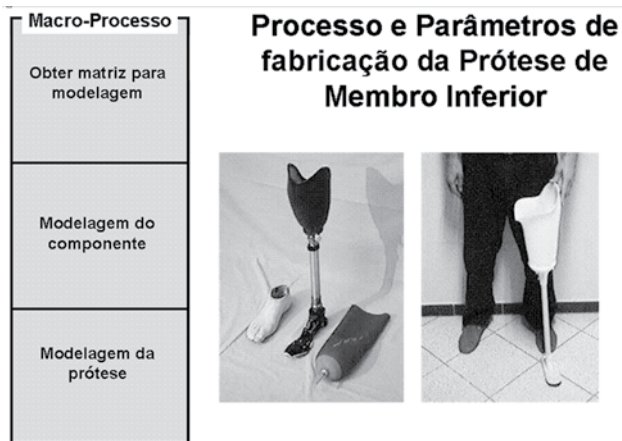 Macro-Processo
Obter matriz para
modelagem
Modelagem do
componente
Modelagem da
prótese
Processo e Parâmetros de
fabricação da Prótese de
Membro Inferior